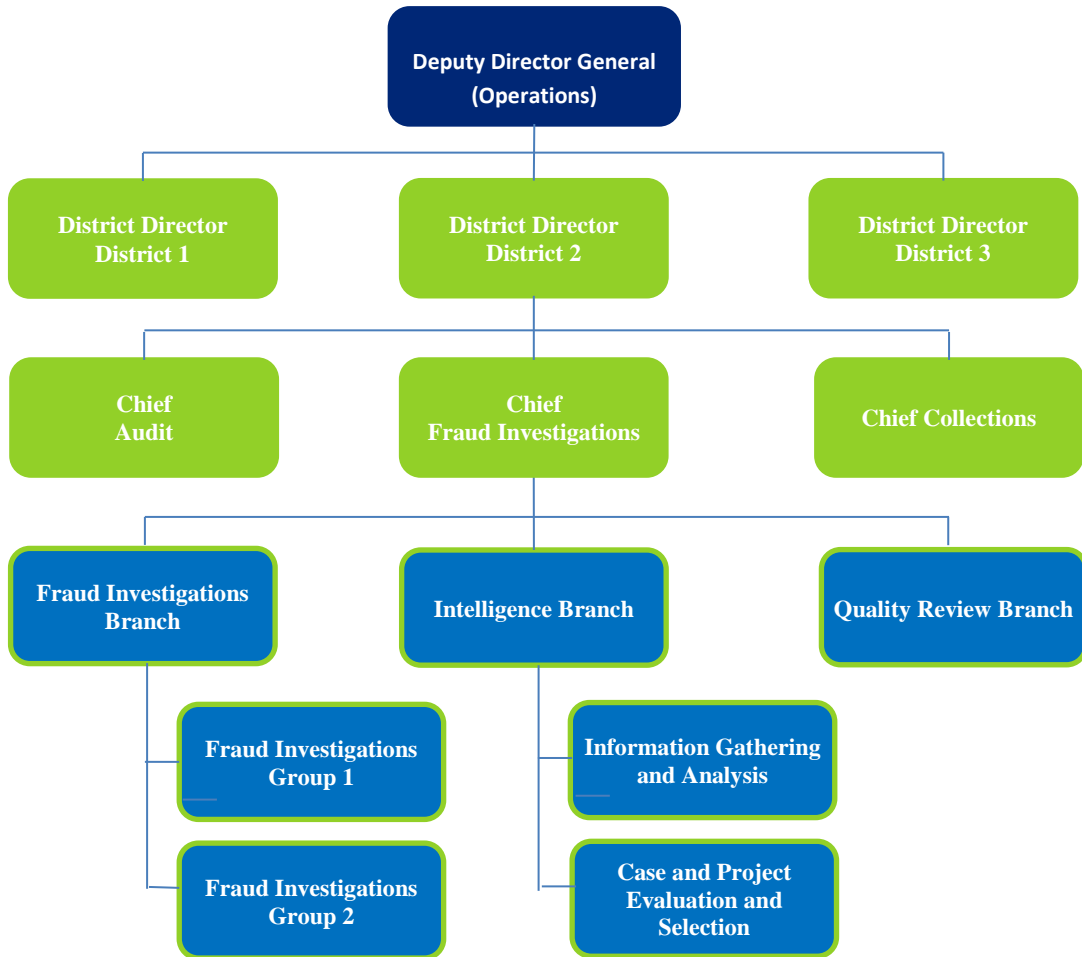 Deputy Director General
(Operations)
District Director
District 1
District Director
District 2
District Director
District 3
Chief
Audit
Chief
Fraud Investigations
Chief Collections
Fraud Investigations
Branch
Intelligence Branch
Quality Review Branch
Fraud Investigations
Group 1
Information Gathering
and Analysis
Fraud Investigations
Group 2
Case and Project
Evaluation and
Selection